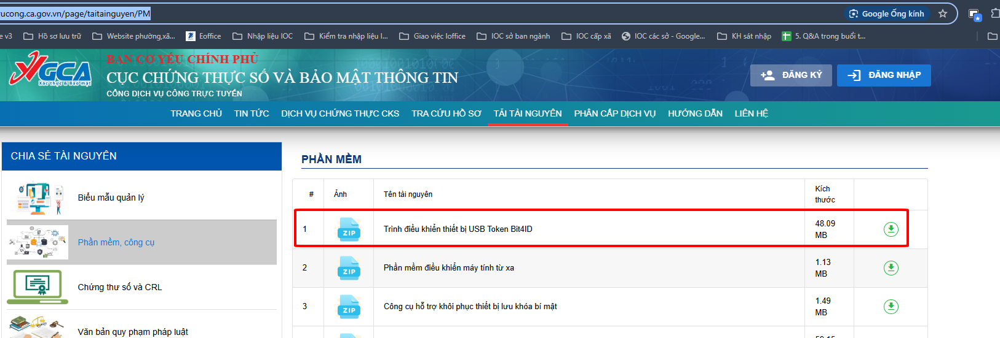 vucong.ca.gov.vn/page/taitainguyen/PM
Google Ống kính
v3
Hồ sơ lưu trữ
Website phường,xã...
Eoffice
Nhập liệu IOC
Kiểm tra nhập liệu I...
Giao việc Ioffice
IOC sở ban ngành
IOC cấp xã
IOC các sở - Google...
KH sát nhập
5. Q&A trong buổi t...
VGCA
Xác thực & Bảo mật
BAN CƠ YẾU CHÍNH PHỦ
CỤC CHỨNG THỰC SỐ VÀ BẢO MẬT THÔNG TIN
CỔNG DỊCH VỤ CÔNG TRỰC TUYẾN
ĐĂNG KÝ
ĐĂNG NHẬP
TRANG CHỦ
TIN TỨC
DỊCH VỤ CHỨNG THỰC CKS
TRA CỨU HỒ SƠ
TẢI TÀI NGUYÊN
PHÂN CẤP DỊCH VỤ
HƯỚNG DẪN
LIÊN HỆ
CHIA SẺ TÀI NGUYÊN
Biểu mẫu quản lý
Phần mềm, công cụ
Chứng thư số và CRL
Văn bản quy phạm pháp luật
PHẦN MỀM
# Ảnh Tên tài nguyên Kích
thước
1 ZIP Trình điều khiển thiết bị USB Token Bit4ID 48.09
MB
2 ZIP Phần mềm điều khiển máy tính từ xa 1.13
MB
3 ZIP Công cụ hỗ trợ khôi phục thiết bị lưu khóa bí mật 1.49
MB